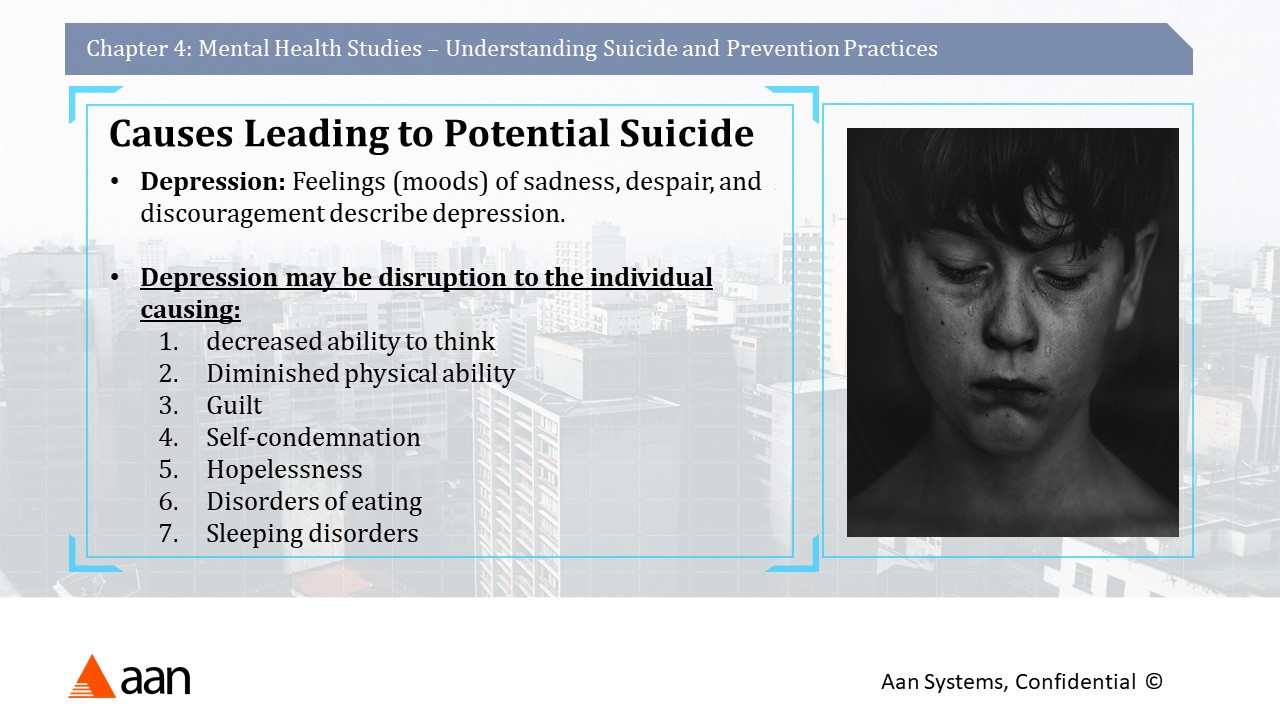 Chapter 4: Mental Health Studies – Understanding Suicide and Prevention Practices
Causes Leading to Potential Suicide
• Depression: Feelings (moods) of sadness, despair, and
discouragement describe depression.
• Depression may be disruption to the individual
causing:
1. decreased ability to think
2. Diminished physical ability
3. Guilt
4. Self-condemnation
5. Hopelessness
6. Disorders of eating
7. Sleeping disorders
aan
Aan Systems, Confidential ©